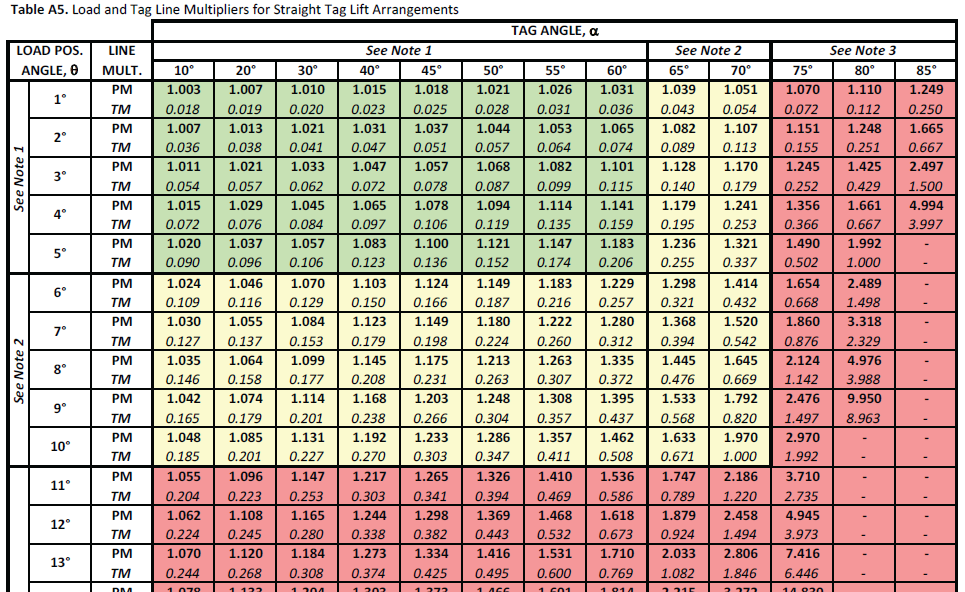 Table A5. Load and Tag Line Multipliers for Straight Tag Lift Arrangements
TAG ANGLE, α
LOAD POS. LINE See Note 1 See Note 2 See Note 3
ANGLE, θ MULT. 10° 20° 30° 40° 45° 50° 55° 60° 65° 70° 75° 80° 85°
See Note 1
1° PM 1.003 1.007 1.010 1.015 1.018 1.021 1.026 1.031 1.039 1.051 1.070 1.110 1.249
TM 0.018 0.019 0.020 0.023 0.025 0.028 0.031 0.036 0.043 0.054 0.072 0.112 0.250
2° PM 1.007 1.013 1.021 1.031 1.037 1.044 1.053 1.065 1.082 1.107 1.151 1.248 1.665
TM 0.036 0.038 0.041 0.047 0.051 0.057 0.064 0.074 0.089 0.113 0.155 0.251 0.667
3° PM 1.011 1.021 1.033 1.047 1.057 1.068 1.082 1.101 1.128 1.170 1.245 1.425 2.497
TM 0.054 0.057 0.062 0.072 0.078 0.087 0.099 0.115 0.140 0.179 0.252 0.429 1.500
4° PM 1.015 1.029 1.045 1.065 1.078 1.094 1.114 1.141 1.179 1.241 1.356 1.661 4.994
TM 0.072 0.076 0.084 0.097 0.106 0.119 0.135 0.159 0.195 0.253 0.366 0.667 3.997
5° PM 1.020 1.037 1.057 1.083 1.100 1.121 1.147 1.183 1.236 1.321 1.490 1.992 -
TM 0.090 0.096 0.106 0.123 0.136 0.152 0.174 0.206 0.255 0.337 0.502 1.000 -
See Note 2
6° PM 1.024 1.046 1.070 1.103 1.124 1.149 1.183 1.229 1.298 1.414 1.654 2.489 -
TM 0.109 0.116 0.129 0.150 0.166 0.187 0.216 0.257 0.321 0.432 0.668 1.498 -
7° PM 1.030 1.055 1.084 1.123 1.149 1.180 1.222 1.280 1.368 1.520 1.860 3.318 -
TM 0.127 0.137 0.153 0.179 0.198 0.224 0.260 0.312 0.394 0.542 0.876 2.329 -
8° PM 1.035 1.064 1.099 1.145 1.175 1.213 1.263 1.335 1.445 1.645 2.124 4.976 -
TM 0.146 0.158 0.177 0.208 0.231 0.263 0.307 0.372 0.476 0.669 1.142 3.988 -
9° PM 1.042 1.074 1.114 1.168 1.203 1.248 1.308 1.395 1.533 1.792 2.476 9.950 -
TM 0.165 0.179 0.201 0.238 0.266 0.304 0.357 0.437 0.568 0.820 1.497 8.963 -
10° PM 1.048 1.085 1.131 1.192 1.233 1.286 1.357 1.462 1.633 1.970 2.970 - -
TM 0.185 0.201 0.227 0.270 0.303 0.347 0.411 0.508 0.671 1.000 1.992 - -
11° PM 1.055 1.096 1.147 1.217 1.265 1.326 1.410 1.536 1.747 2.186 3.710 - -
TM 0.204 0.223 0.253 0.303 0.341 0.394 0.469 0.586 0.789 1.220 2.735 - -
12° PM 1.062 1.108 1.165 1.244 1.298 1.369 1.468 1.618 1.879 2.458 4.945 - -
TM 0.224 0.245 0.280 0.338 0.382 0.443 0.532 0.673 0.924 1.494 3.973 - -
13° PM 1.070 1.120 1.184 1.273 1.334 1.416 1.531 1.710 2.033 2.806 7.416 - -
TM 0.244 0.268 0.308 0.374 0.425 0.495 0.600 0.769 1.082 1.846 6.446 - -